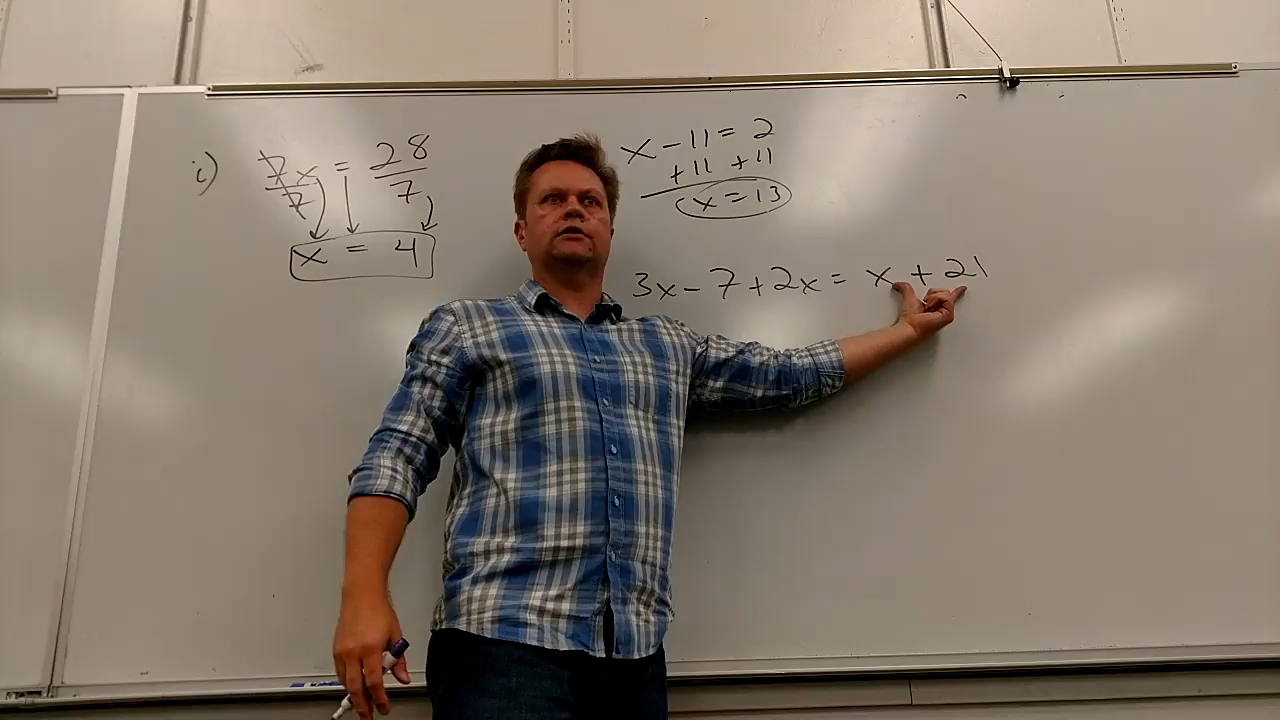 i) 7x/7 = 28/7
x = 4
x - 11 = 2
+11 +11
x = 13
3x - 7 + 2x = x + 21